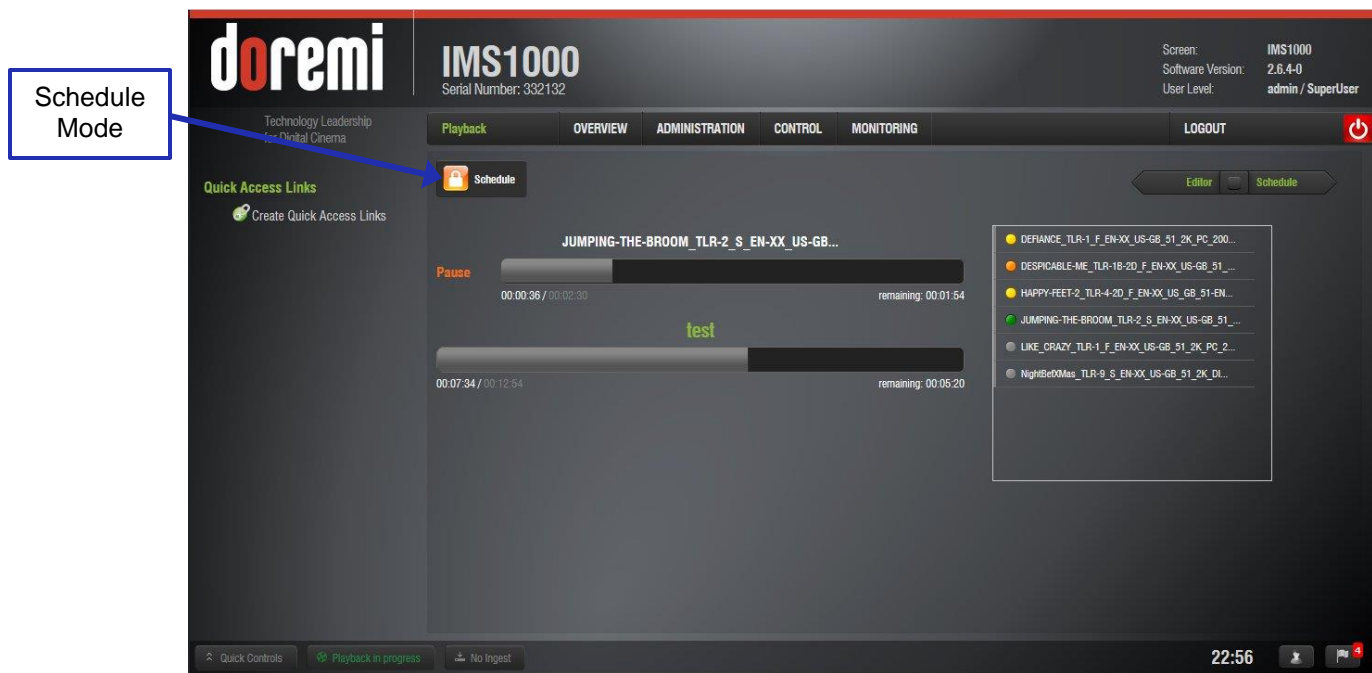 Schedule
Mode
doremi
Technology Leadership
for Digital Cinema
IMS1000
Serial Number: 332132
Screen: IMS1000
Software Version: 2.6.4-0
User Level: admin / SuperUser
Playback OVERVIEW ADMINISTRATION CONTROL MONITORING LOGOUT
Quick Access Links
Create Quick Access Links
Schedule
Editor Schedule
JUMPING-THE-BROOM_TLR-2_S_EN-XX_US-GB...
Pause
00:00:36 / 00:02:30 remaining: 00:01:54
test
00:07:34 / 00:12:54 remaining: 00:05:20
DEFIANCE_TLR-1_F_EN-XX_US-GB_51_2K_PC_200...
DESPICABLE-ME_TLR-1B-2D_F_EN-XX_US-GB_51_...
HAPPY-FEET-2_TLR-4-2D_F_EN-XX_US_GB_51-EN...
JUMPING-THE-BROOM_TLR-2_S_EN-XX_US-GB_51_...
LIKE_CRAZY_TLR-1_F_EN-XX_US-GB_51_2K_PC_2...
NightBefXMas_TLR-9_S_EN-XX_US-GB_51_2K_DI...
Quick Controls Playback in progress No Ingest 22:56 4